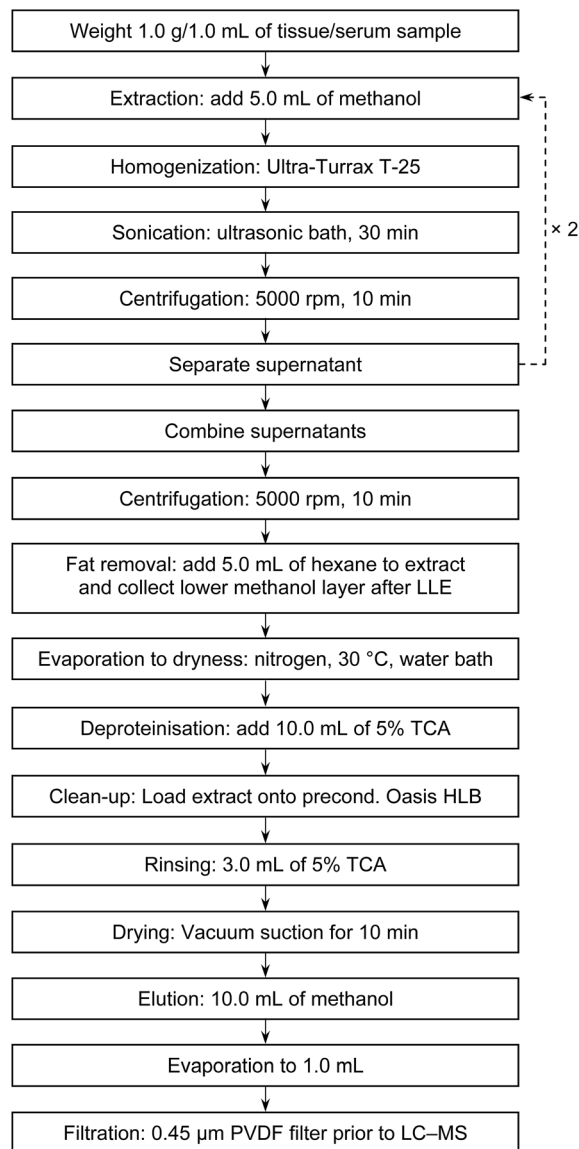 Weight 1.0 g/1.0 mL of tissue/serum sample
Extraction: add 5.0 mL of methanol
Homogenization: Ultra-Turrax T-25
Sonication: ultrasonic bath, 30 min
× 2
Centrifugation: 5000 rpm, 10 min
Separate supernatant
Combine supernatants
Centrifugation: 5000 rpm, 10 min
Fat removal: add 5.0 mL of hexane to extract
and collect lower methanol layer after LLE
Evaporation to dryness: nitrogen, 30 °C, water bath
Deproteinisation: add 10.0 mL of 5% TCA
Clean-up: Load extract onto precond. Oasis HLB
Rinsing: 3.0 mL of 5% TCA
Drying: Vacuum suction for 10 min
Elution: 10.0 mL of methanol
Evaporation to 1.0 mL
Filtration: 0.45 μm PVDF filter prior to LC–MS